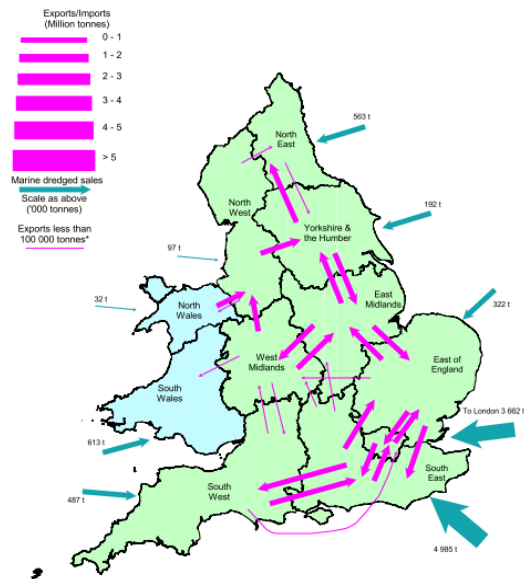 Exports/Imports
(Million tonnes)
0 - 1
1 - 2
2 - 3
3 - 4
4 - 5
> 5
Marine dredged sales
Scale as above
('000 tonnes)
Exports less than
100 000 tonnes*
563 t
North
East
North
West
192 t
Yorkshire &
the Humber
97 t
32 t
North
Wales
East
Midlands
322 t
West
Midlands
East of
England
South
Wales
To London 3 662 t
613 t
South
East
487 t
South
West
4 985 t